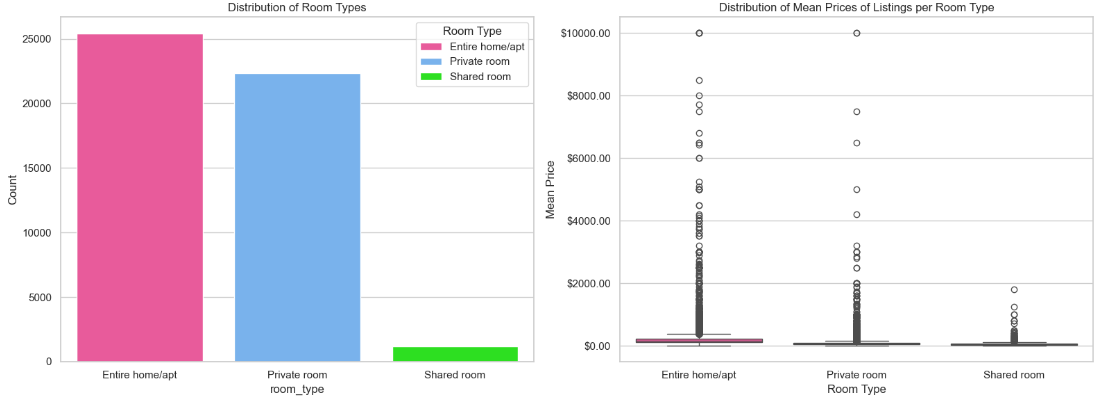 Distribution of Room Types
Count
25000
20000
15000
10000
5000
0
Room Type
Entire home/apt
Private room
Shared room
Entire home/apt Private room Shared room
room_type
Distribution of Mean Prices of Listings per Room Type
Mean Price
$10000.00
$8000.00
$6000.00
$4000.00
$2000.00
$0.00
Entire home/apt Private room Shared room
Room Type